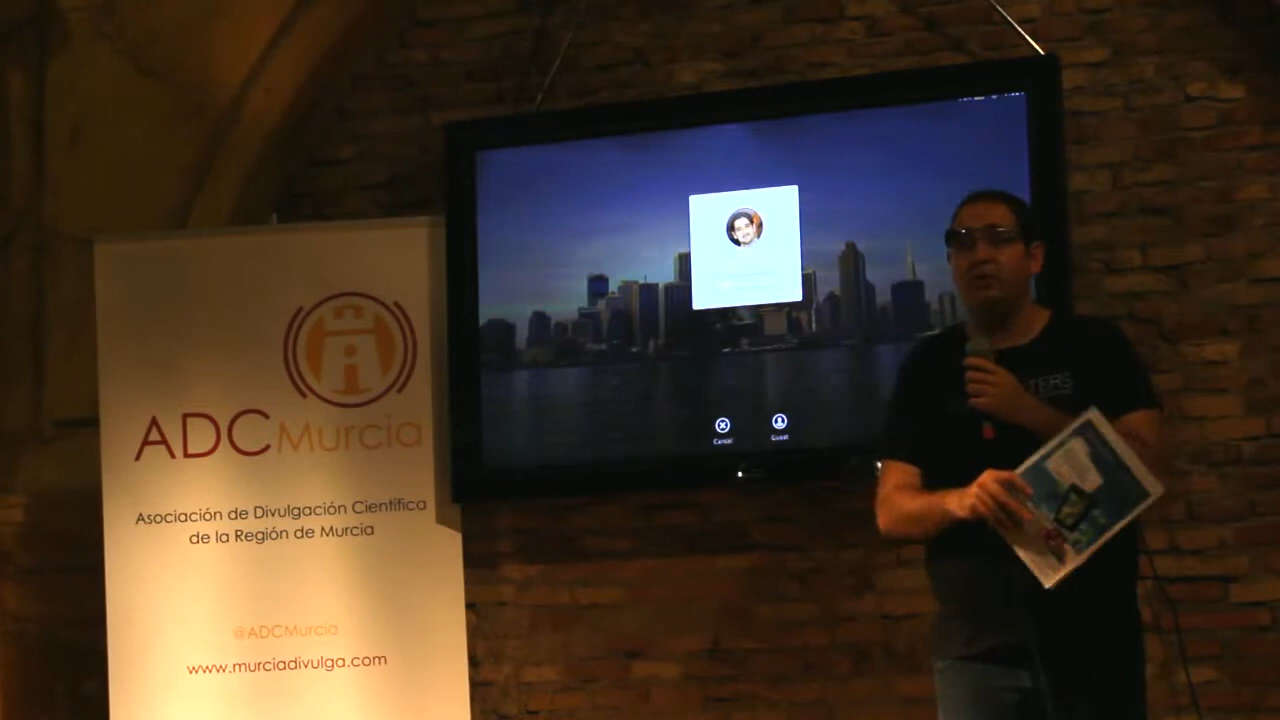 ADCMurcia
Asociación de Divulgación Científica
de la Región de Murcia
@ADCMurcia
www.murciadivulga.com
Cancel
Guest